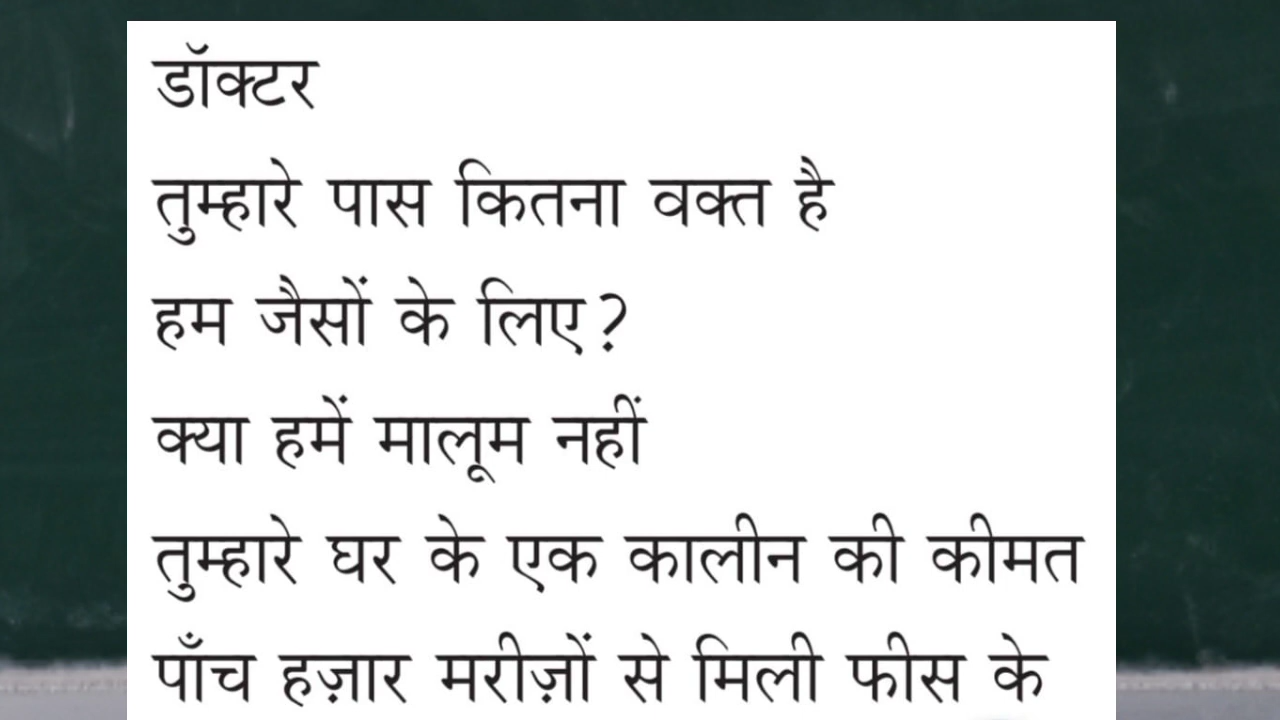 डॉक्टर
तुम्हारे पास कितना वक्त है
हम जैसों के लिए?
क्या हमें मालूम नहीं
तुम्हारे घर के एक कालीन की कीमत
पाँच हज़ार मरीज़ों से मिली फीस के